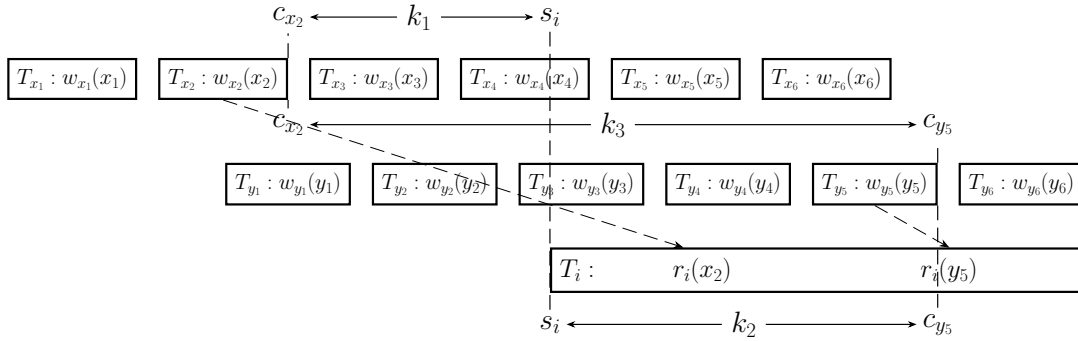 c_{x_2} k_1 s_i
T_{x_1} : w_{x_1}(x_1) T_{x_2} : w_{x_2}(x_2) T_{x_3} : w_{x_3}(x_3) T_{x_4} : w_{x_4}(x_4) T_{x_5} : w_{x_5}(x_5) T_{x_6} : w_{x_6}(x_6)
c_{x_2} k_3 c_{y_5}
T_{y_1} : w_{y_1}(y_1) T_{y_2} : w_{y_2}(y_2) T_{y_3} : w_{y_3}(y_3) T_{y_4} : w_{y_4}(y_4) T_{y_5} : w_{y_5}(y_5) T_{y_6} : w_{y_6}(y_6)
T_i : r_i(x_2) r_i(y_5)
s_i k_2 c_{y_5}